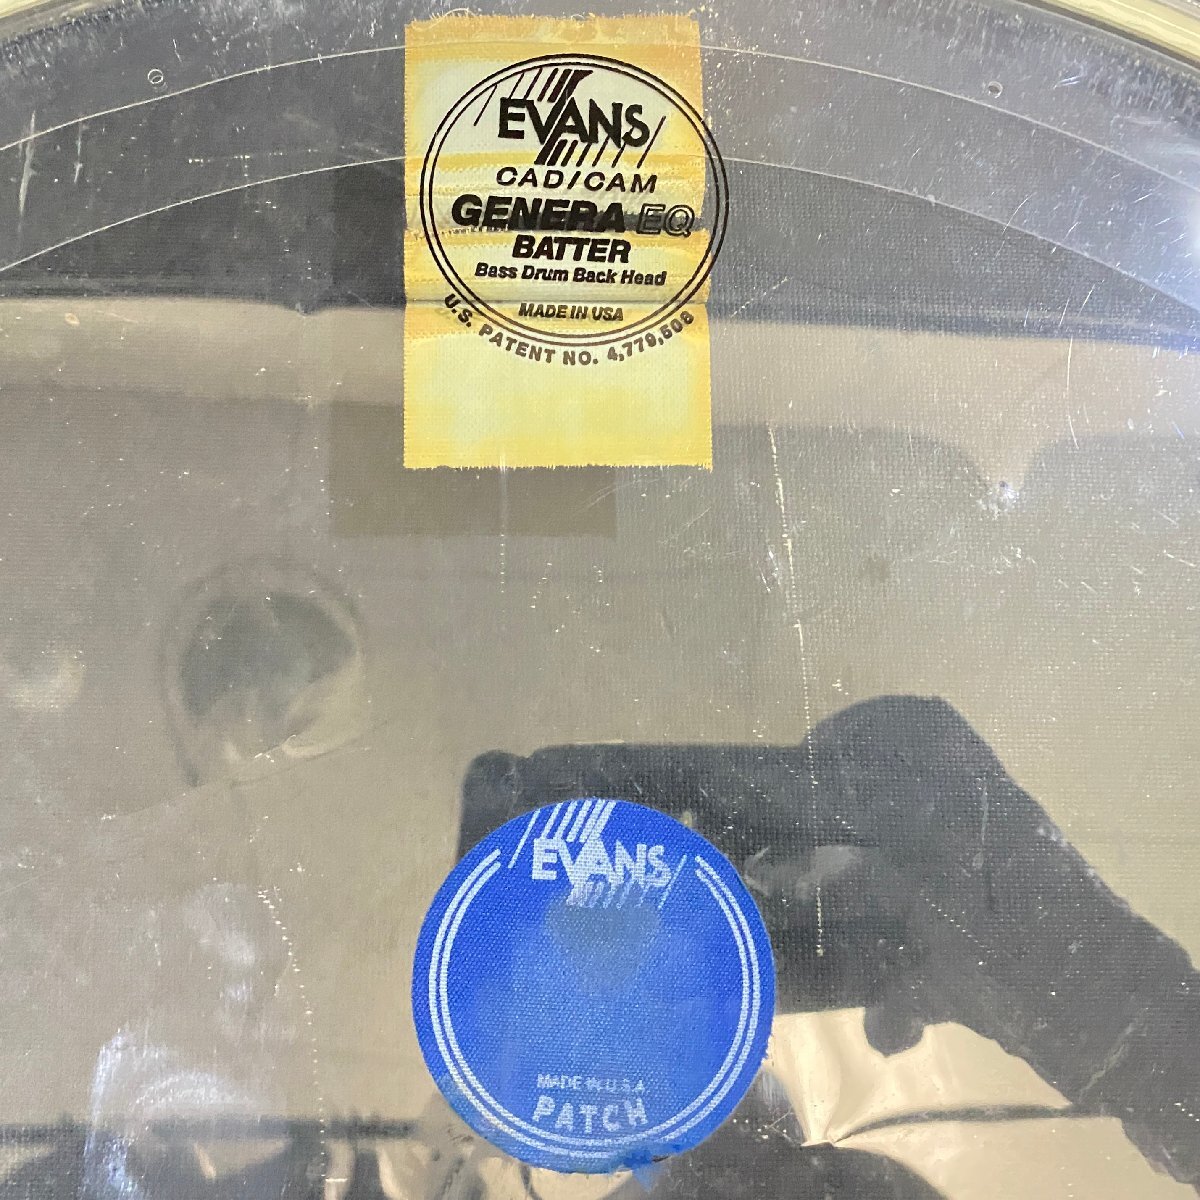 EVANS
CAD/CAM
GENERA EQ
BATTER
Bass Drum Back Head
MADE IN USA
U.S. PATENT NO. 4,779,508
EVANS
MADE IN U.S.A
PATCH